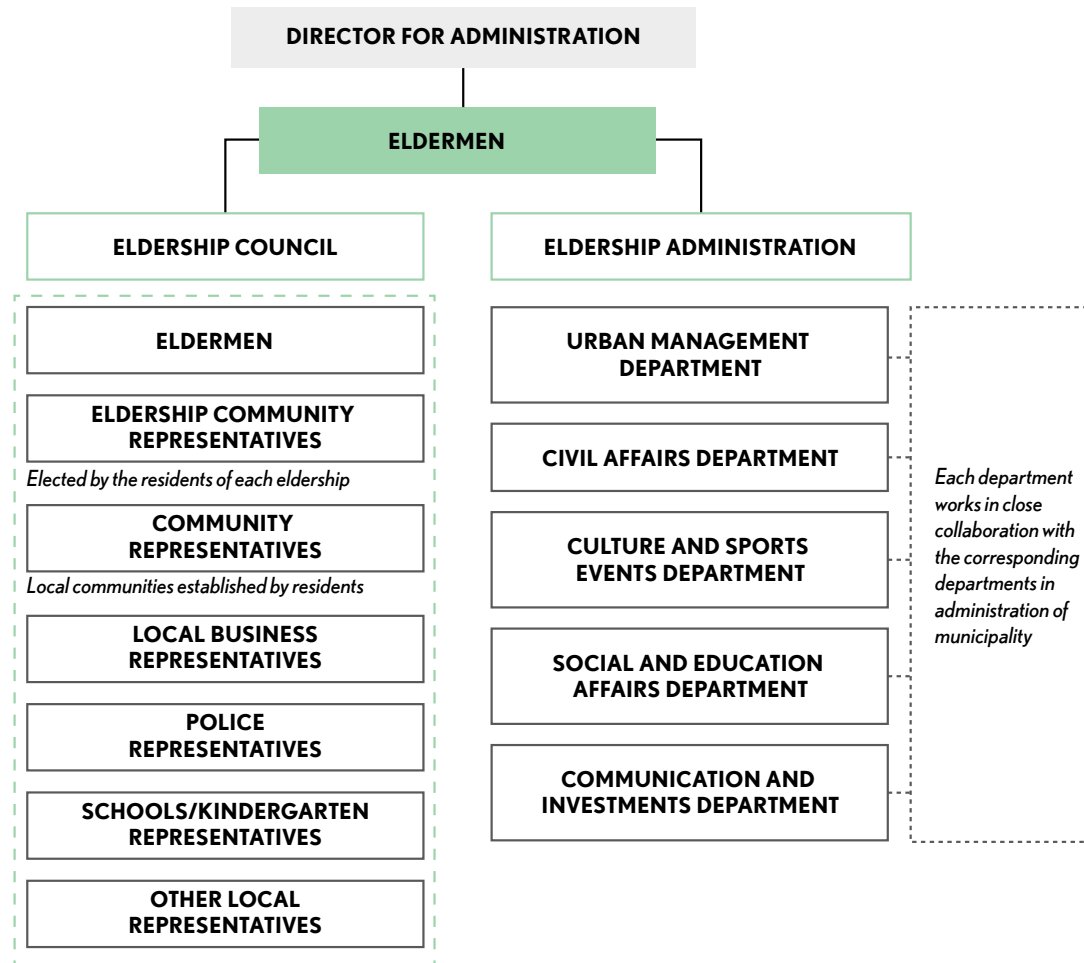 DIRECTOR FOR ADMINISTRATION
ELDERMEN
ELDERSHIP COUNCIL
ELDERMEN
ELDERSHIP COMMUNITY
REPRESENTATIVES
Elected by the residents of each eldership
COMMUNITY
REPRESENTATIVES
Local communities established by residents
LOCAL BUSINESS
REPRESENTATIVES
POLICE
REPRESENTATIVES
SCHOOLS/KINDERGARTEN
REPRESENTATIVES
OTHER LOCAL
REPRESENTATIVES
ELDERSHIP ADMINISTRATION
URBAN MANAGEMENT
DEPARTMENT
CIVIL AFFAIRS DEPARTMENT
CULTURE AND SPORTS
EVENTS DEPARTMENT
SOCIAL AND EDUCATION
AFFAIRS DEPARTMENT
COMMUNICATION AND
INVESTMENTS DEPARTMENT
Each department
works in close
collaboration with
the corresponding
departments in
administration of
municipality